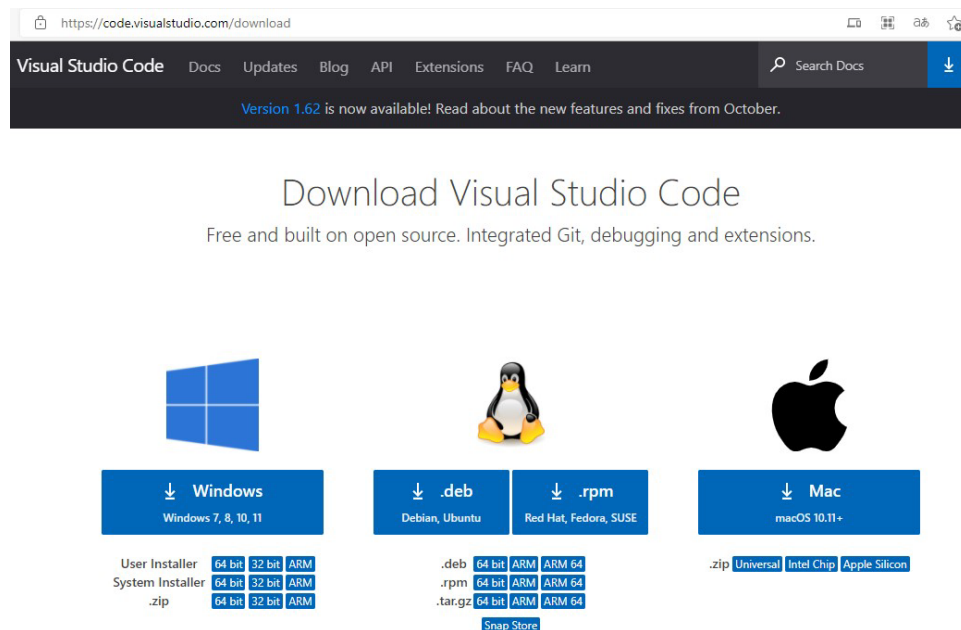 https://code.visualstudio.com/download
aあ
Visual Studio Code Docs Updates Blog API Extensions FAQ Learn Search Docs
Version 1.62 is now available! Read about the new features and fixes from October.
Download Visual Studio Code
Free and built on open source. Integrated Git, debugging and extensions.
Windows
Windows 7, 8, 10, 11
.deb
Debian, Ubuntu
.rpm
Red Hat, Fedora, SUSE
Mac
macOS 10.11+
User Installer 64 bit 32 bit ARM
System Installer 64 bit 32 bit ARM
.zip 64 bit 32 bit ARM
.deb 64 bit ARM ARM 64
.rpm 64 bit ARM ARM 64
.tar.gz 64 bit ARM ARM 64
Snap Store
.zip Universal Intel Chip Apple Silicon